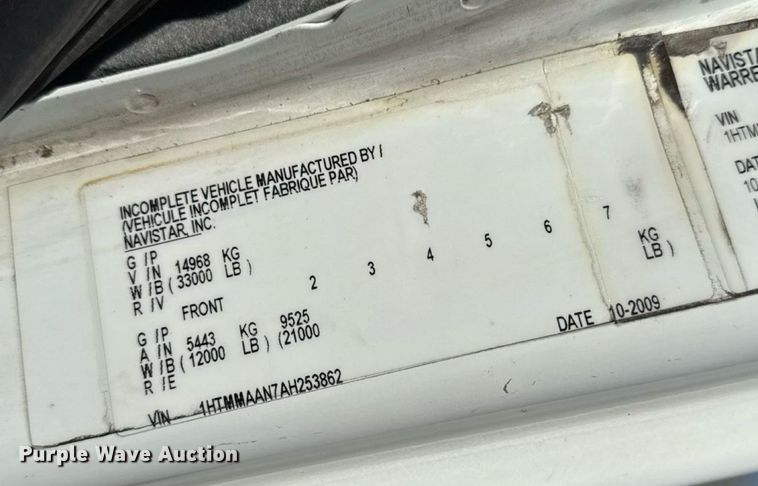 INCOMPLETE VEHICLE MANUFACTURED BY /
(VEHICULE INCOMPLET FABRIQUE PAR)
NAVISTAR, INC.
G /P
V /N 14968 KG
W/B ( 33000 LB )
R /V
FRONT 2 3 4 5 6 7
G /P
A /N 5443 KG 9525 KG
W/B ( 12000 LB ) (21000 LB )
R /E
DATE 10-2009
VIN 1HTMMAAN7AH253862
NAVISTAR
WARRE
VIN
1HTM
DAT
10
Purple Wave Auction